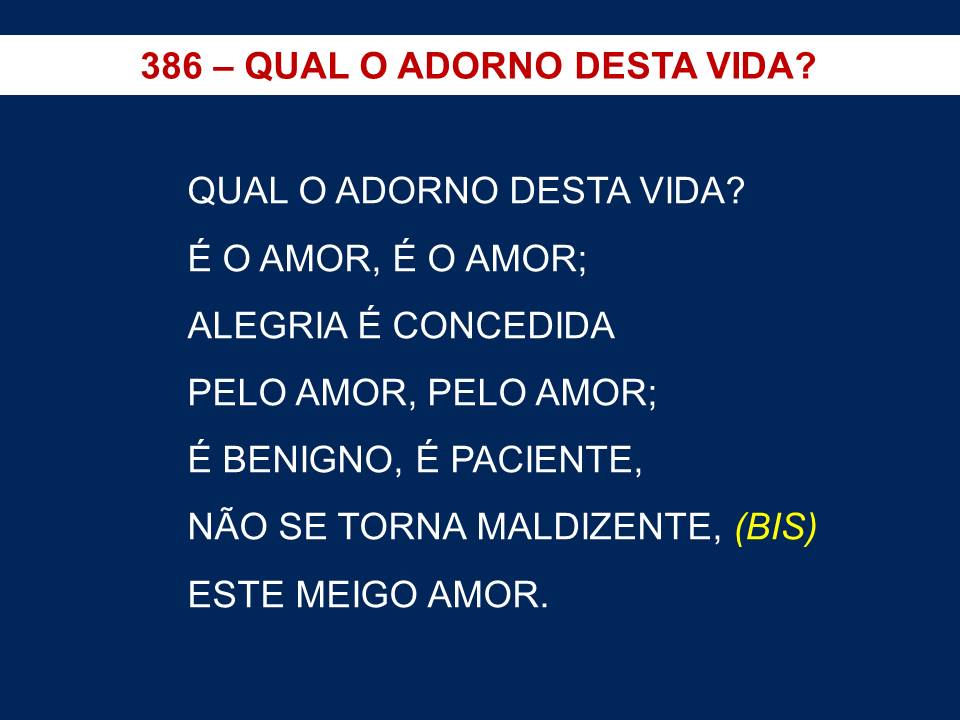 386 – QUAL O ADORNO DESTA VIDA?
QUAL O ADORNO DESTA VIDA?
É O AMOR, É O AMOR;
ALEGRIA É CONCEDIDA
PELO AMOR, PELO AMOR;
É BENIGNO, É PACIENTE,
NÃO SE TORNA MALDIZENTE, (BIS)
ESTE MEIGO AMOR.